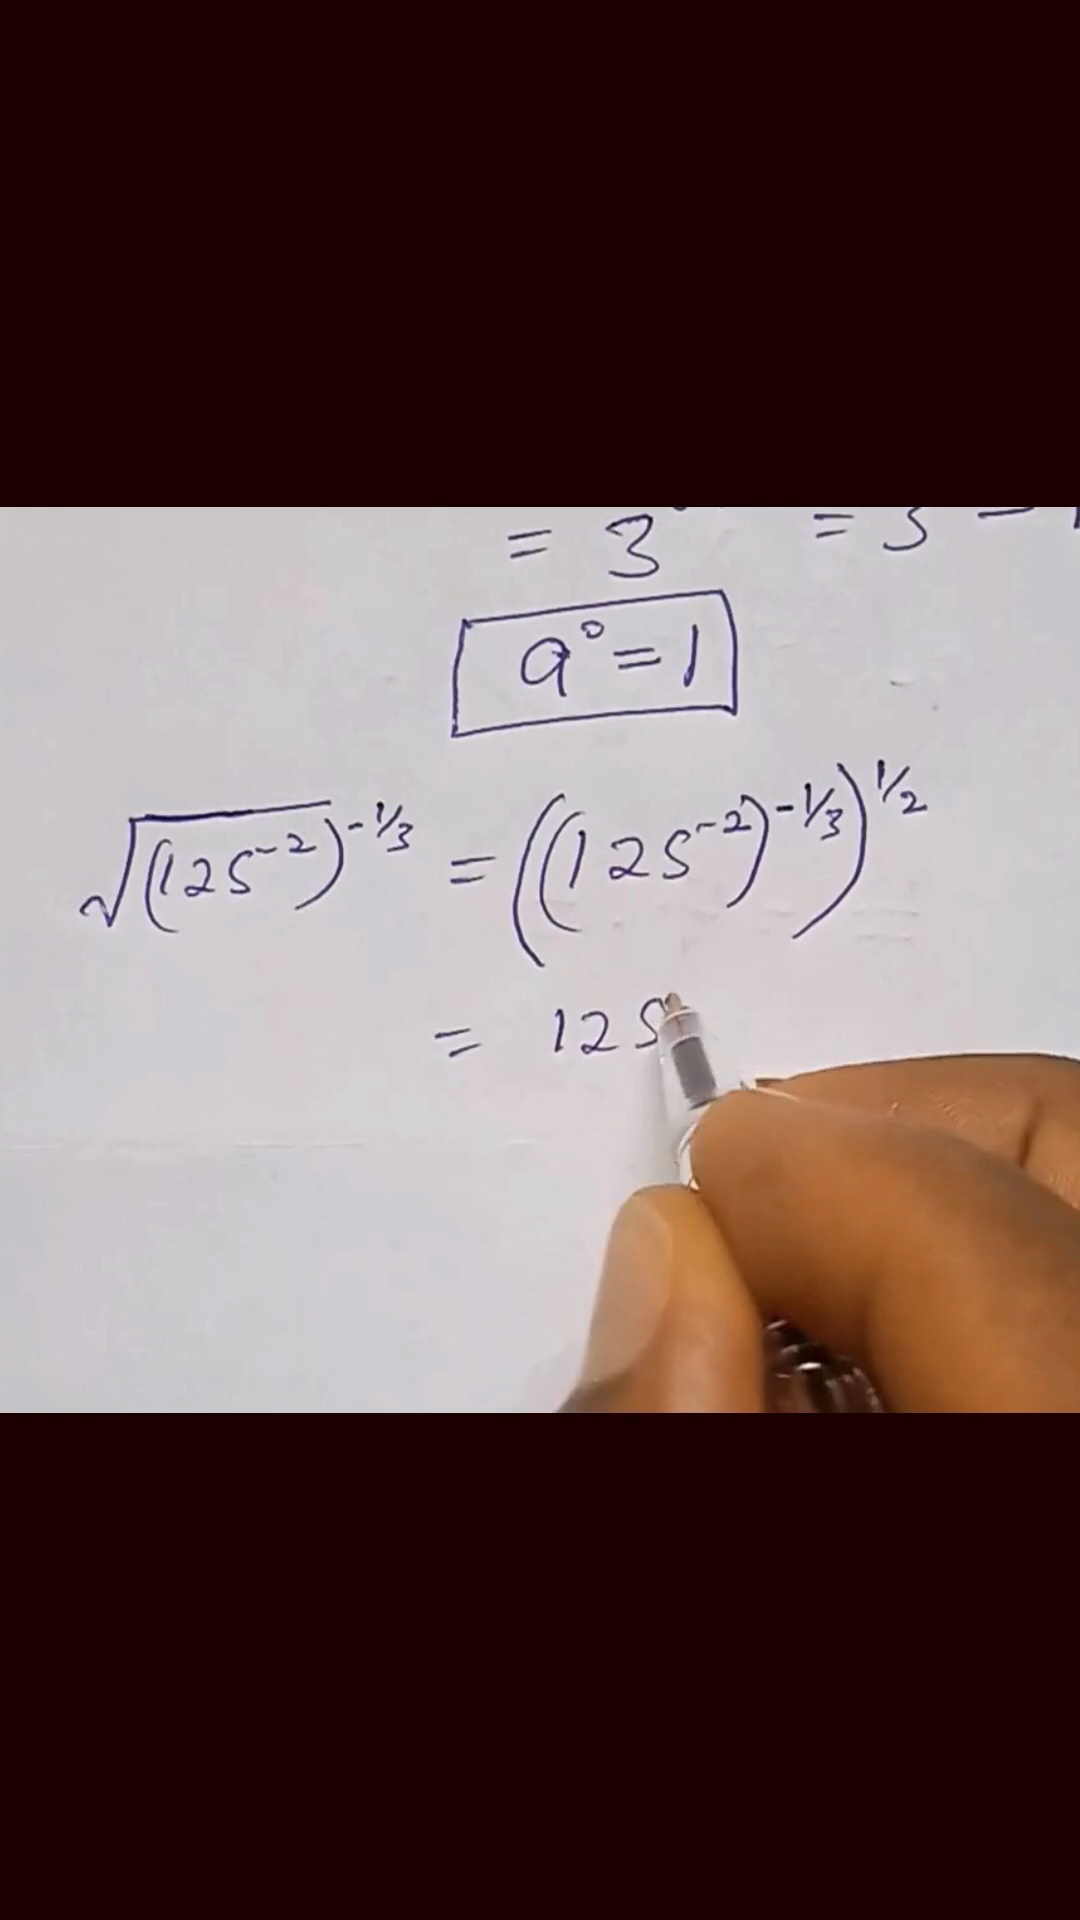 = 3 = 3 -
a° = 1
√(125⁻²)^-1/3 = ((125⁻²)^-1/3)^1/2
= 125